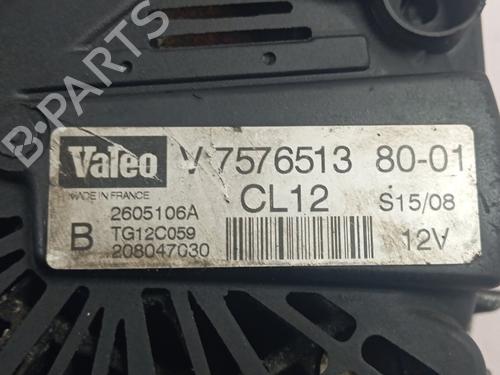 Valeo V 7576513 80-01
MADE IN FRANCE
CL12 S15/08
2605106A
B TG12C059 12V
208047030
B-PARTS